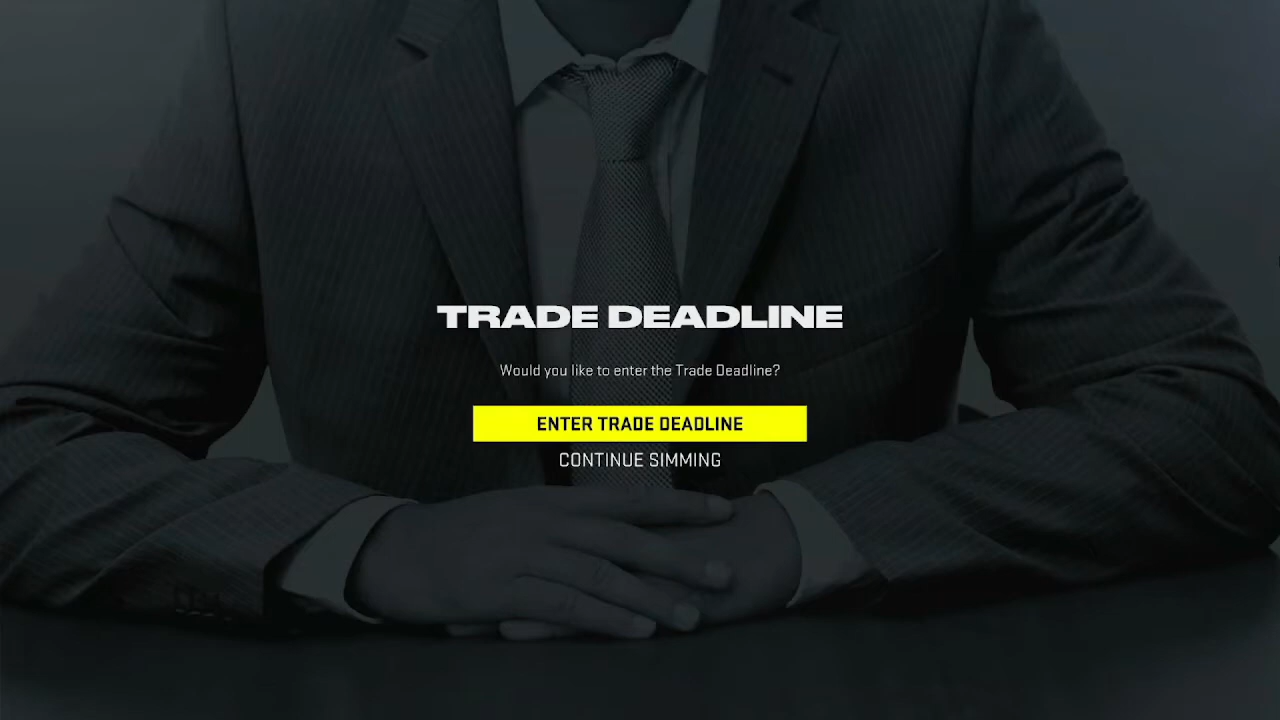 TRADE DEADLINE
Would you like to enter the Trade Deadline?
ENTER TRADE DEADLINE
CONTINUE SIMMING